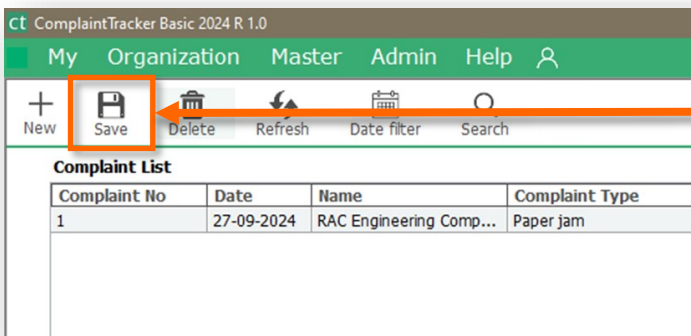 ct ComplaintTracker Basic 2024 R 1.0
My Organization Master Admin Help
New Save Delete Refresh Date filter Search
Complaint List
Complaint No Date Name Complaint Type
1 27-09-2024 RAC Engineering Comp... Paper jam